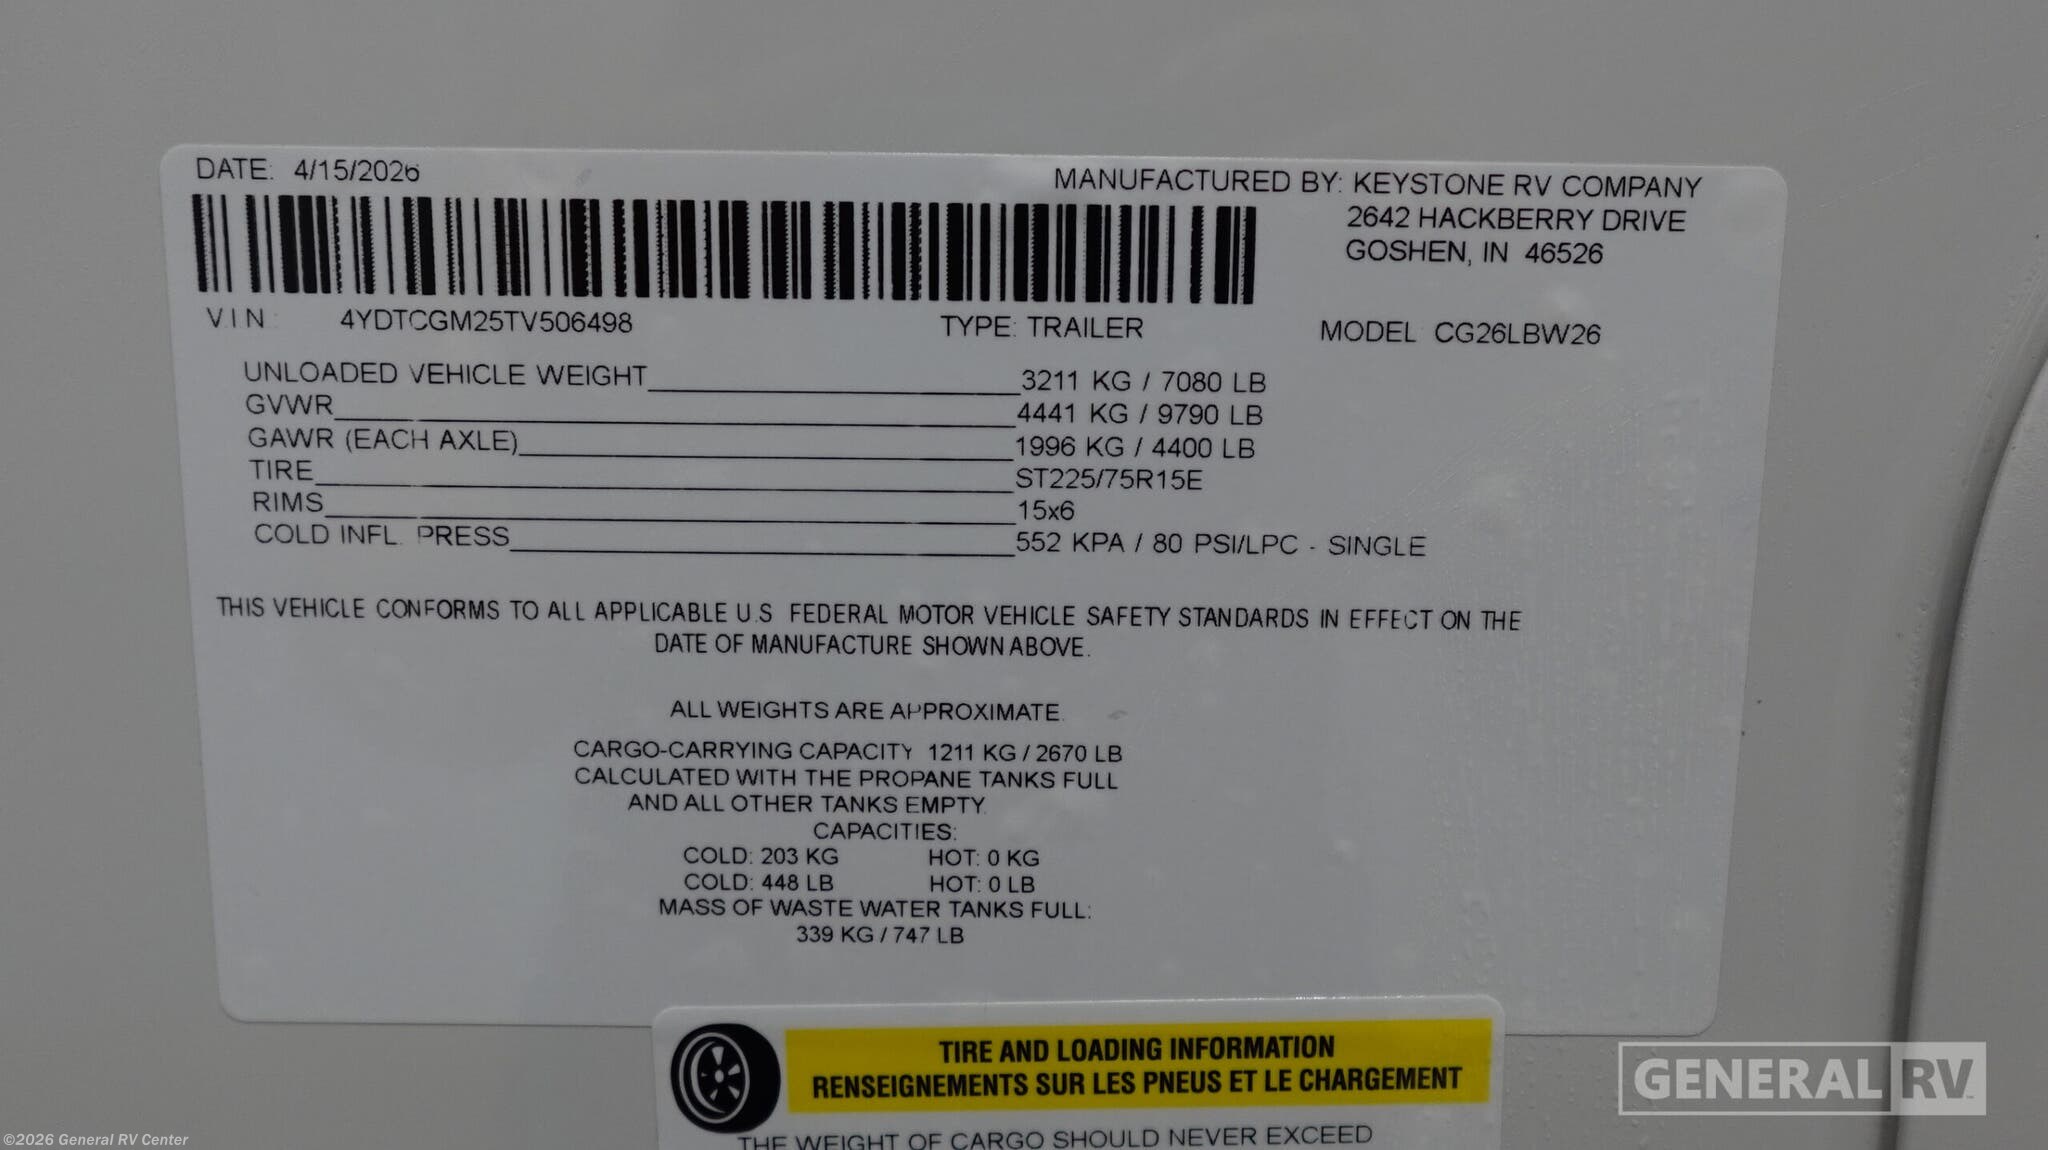 DATE: 4/15/2026
MANUFACTURED BY: KEYSTONE RV COMPANY
2642 HACKBERRY DRIVE
GOSHEN, IN 46526
V.I.N: 4YDTCGM25TV506498 TYPE: TRAILER MODEL CG26LBW26
UNLOADED VEHICLE WEIGHT 3211 KG / 7080 LB
GVWR 4441 KG / 9790 LB
GAWR (EACH AXLE) 1996 KG / 4400 LB
TIRE ST225/75R15E
RIMS 15x6
COLD INFL. PRESS 552 KPA / 80 PSI/LPC - SINGLE
THIS VEHICLE CONFORMS TO ALL APPLICABLE U.S FEDERAL MOTOR VEHICLE SAFETY STANDARDS IN EFFECT ON THE
DATE OF MANUFACTURE SHOWN ABOVE.
ALL WEIGHTS ARE APPROXIMATE.
CARGO-CARRYING CAPACITY 1211 KG / 2670 LB
CALCULATED WITH THE PROPANE TANKS FULL
AND ALL OTHER TANKS EMPTY.
CAPACITIES:
COLD: 203 KG HOT: 0 KG
COLD: 448 LB HOT: 0 LB
MASS OF WASTE WATER TANKS FULL:
339 KG / 747 LB
TIRE AND LOADING INFORMATION
RENSEIGNEMENTS SUR LES PNEUS ET LE CHARGEMENT
THE WEIGHT OF CARGO SHOULD NEVER EXCEED
GENERAL RV
©2026 General RV Center